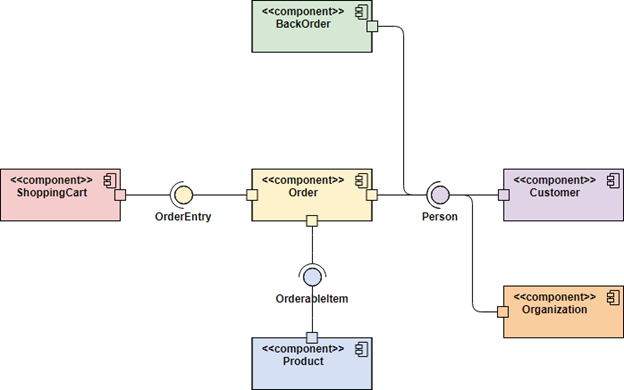 <<component>>
BackOrder
<<component>>
ShoppingCart
OrderEntry
<<component>>
Order
Person
<<component>>
Customer
OrderableItem
<<component>>
Organization
<<component>>
Product